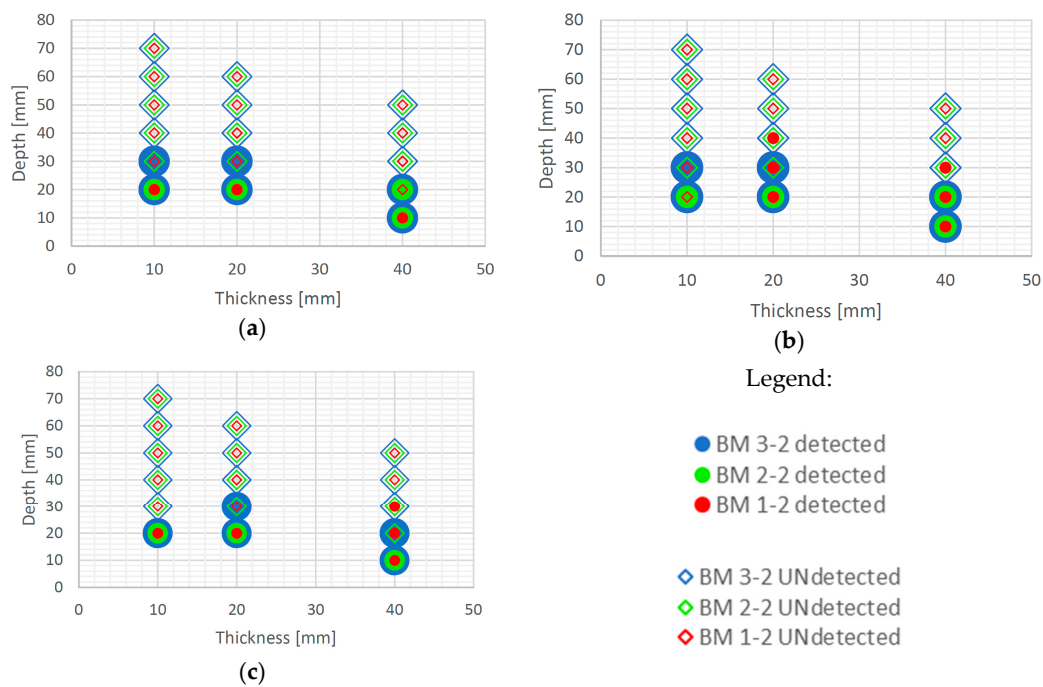 80
70
60
50
40
30
20
10
0
Depth [mm]
0 10 20 30 40 50
Thickness [mm]
(a)
80
70
60
50
40
30
20
10
0
Depth [mm]
0 10 20 30 40 50
Thickness [mm]
(b)
80
70
60
50
40
30
20
10
0
Depth [mm]
0 10 20 30 40 50
Thickness [mm]
(c)
Legend:
BM 3-2 detected
BM 2-2 detected
BM 1-2 detected
BM 3-2 UNdetected
BM 2-2 UNdetected
BM 1-2 UNdetected